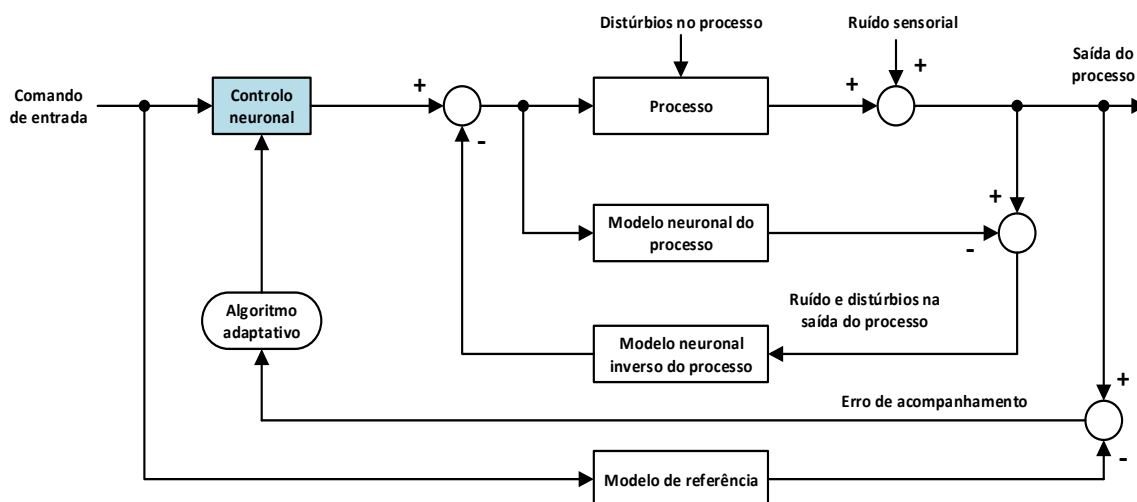 Distúrbios no processo
Ruído sensorial
Saída do
processo
Comando
de entrada
Controlo
neuronal
+
-
Processo
+
+
Modelo neuronal do
processo
+
-
Algoritmo
adaptativo
Ruído e distúrbios na
saída do processo
Modelo neuronal
inverso do processo
Erro de acompanhamento
+
-
Modelo de referência